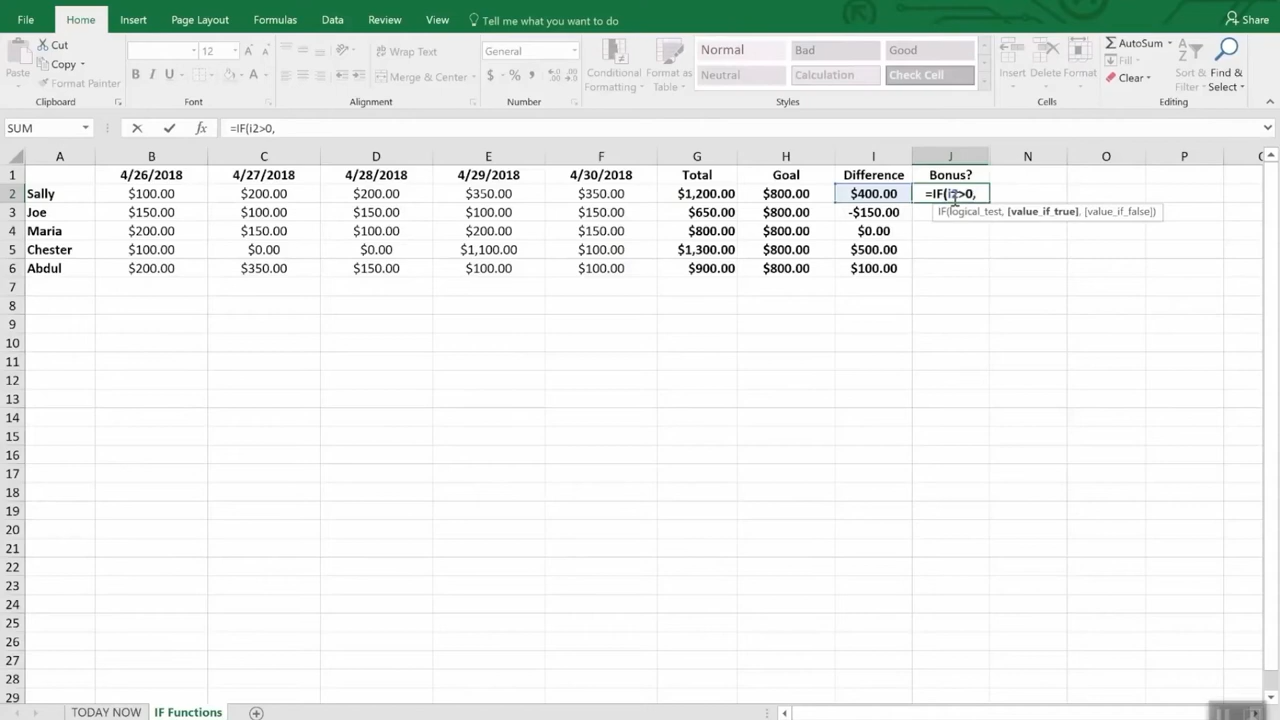 File Home Insert Page Layout Formulas Data Review View Tell me what you want to do Share
Paste Cut Copy Format Painter Clipboard
12 A A B I U A Font
Wrap Text Merge & Center Alignment
General $ % , Number
Conditional Formatting Format as Table Normal Bad Good Neutral Calculation Check Cell Styles
Insert Delete Format Cells
AutoSum Fill Clear Sort & Filter Find & Select Editing
SUM fx =IF(i2>0,
A B C D E F G H I J N O P Q
1 4/26/2018 4/27/2018 4/28/2018 4/29/2018 4/30/2018 Total Goal Difference Bonus?
2 Sally $100.00 $200.00 $200.00 $350.00 $350.00 $1,200.00 $800.00 $400.00 =IF(i2>0,
IF(logical_test, [value_if_true], [value_if_false])
3 Joe $150.00 $100.00 $150.00 $100.00 $150.00 $650.00 $800.00 -$150.00
4 Maria $200.00 $150.00 $100.00 $200.00 $150.00 $800.00 $800.00 $0.00
5 Chester $100.00 $0.00 $0.00 $1,100.00 $100.00 $1,300.00 $800.00 $500.00
6 Abdul $200.00 $350.00 $150.00 $100.00 $100.00 $900.00 $800.00 $100.00
7
8
9
10
11
12
13
14
15
16
17
18
19
20
21
22
23
24
25
26
27
28
29
TODAY NOW IF Functions